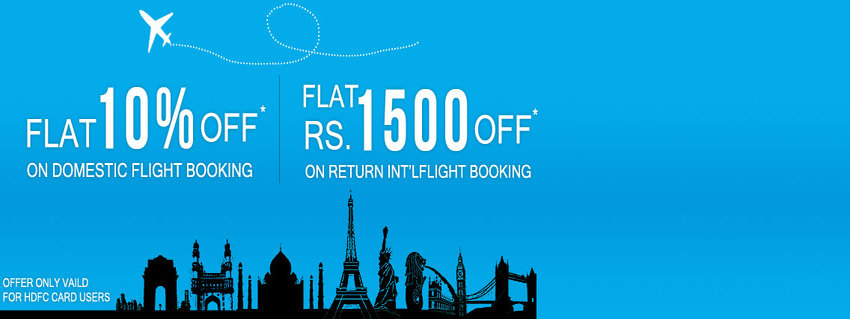 FLAT 10% OFF*
ON DOMESTIC FLIGHT BOOKING
FLAT
RS. 1500 OFF*
ON RETURN INT'LFLIGHT BOOKING
OFFER ONLY VAILD
FOR HDFC CARD USERS